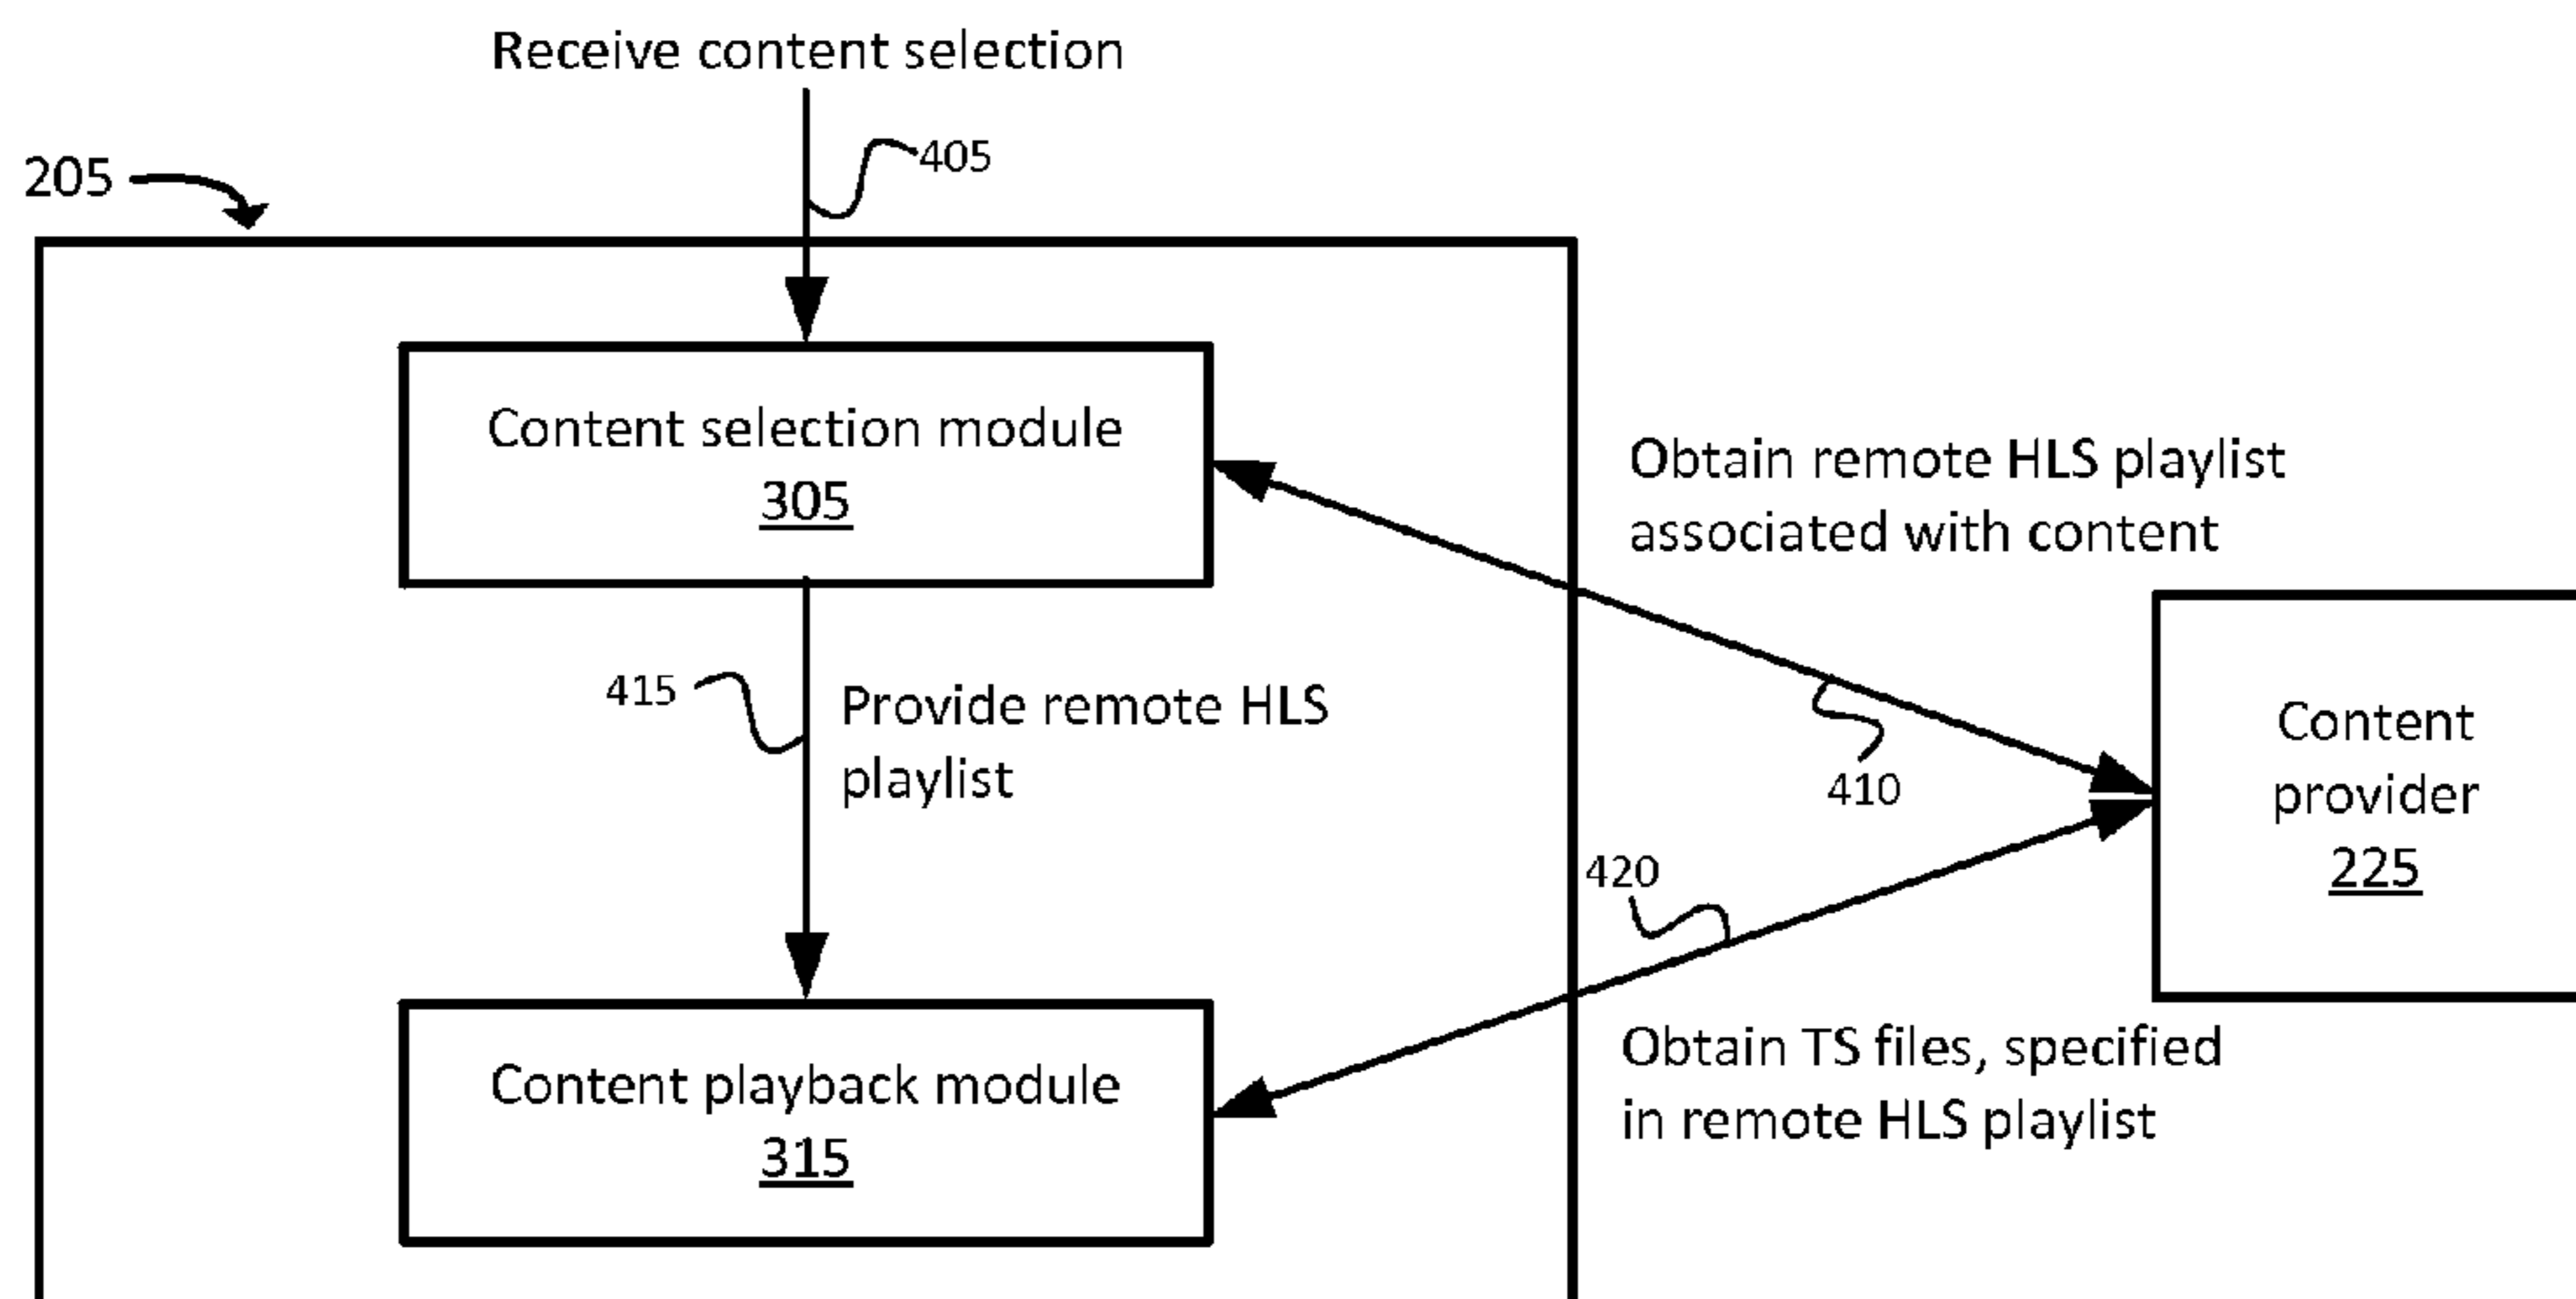 Receive content selection
405
205
Content selection module
305
Obtain remote HLS playlist
associated with content
415
Provide remote HLS
playlist
410
Content
provider
225
420
Obtain TS files, specified
in remote HLS playlist
Content playback module
315